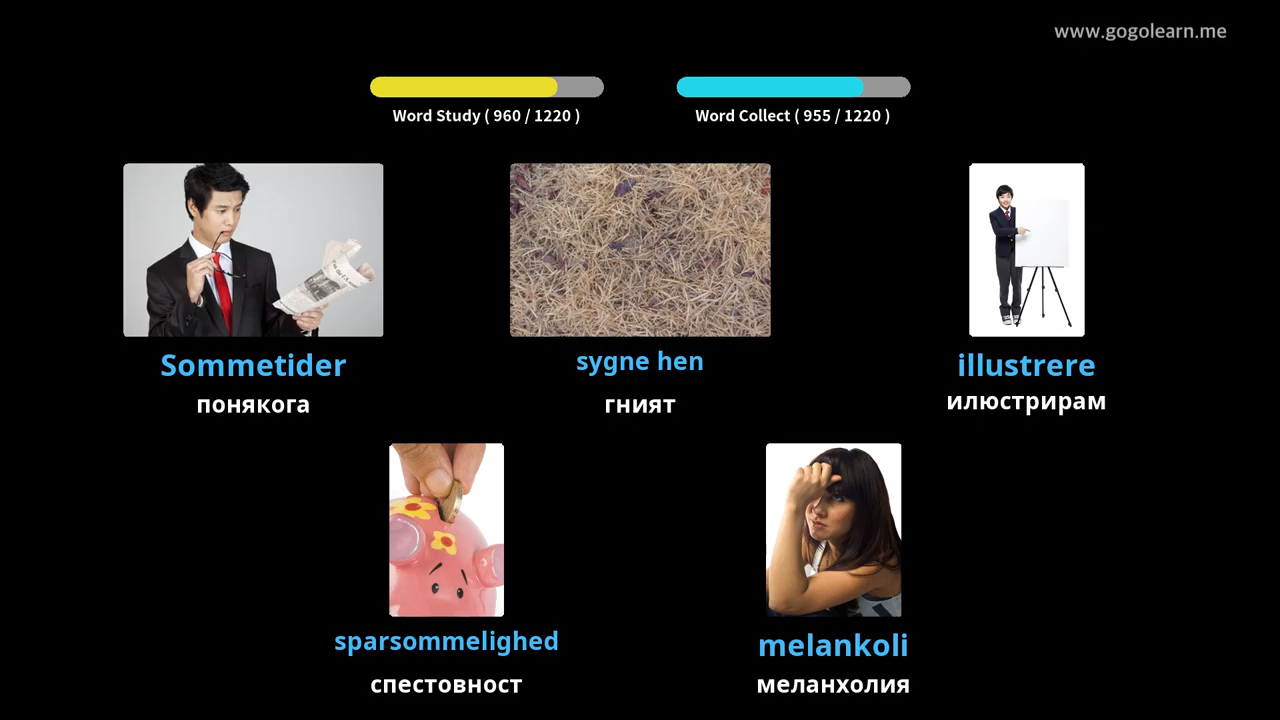 www.gogolearn.me
Word Study ( 960 / 1220 )
Word Collect ( 955 / 1220 )
Sommetider
понякога
sygne hen
гният
illustrere
илюстрирам
sparsommelighed
спестовност
melankoli
меланхолия